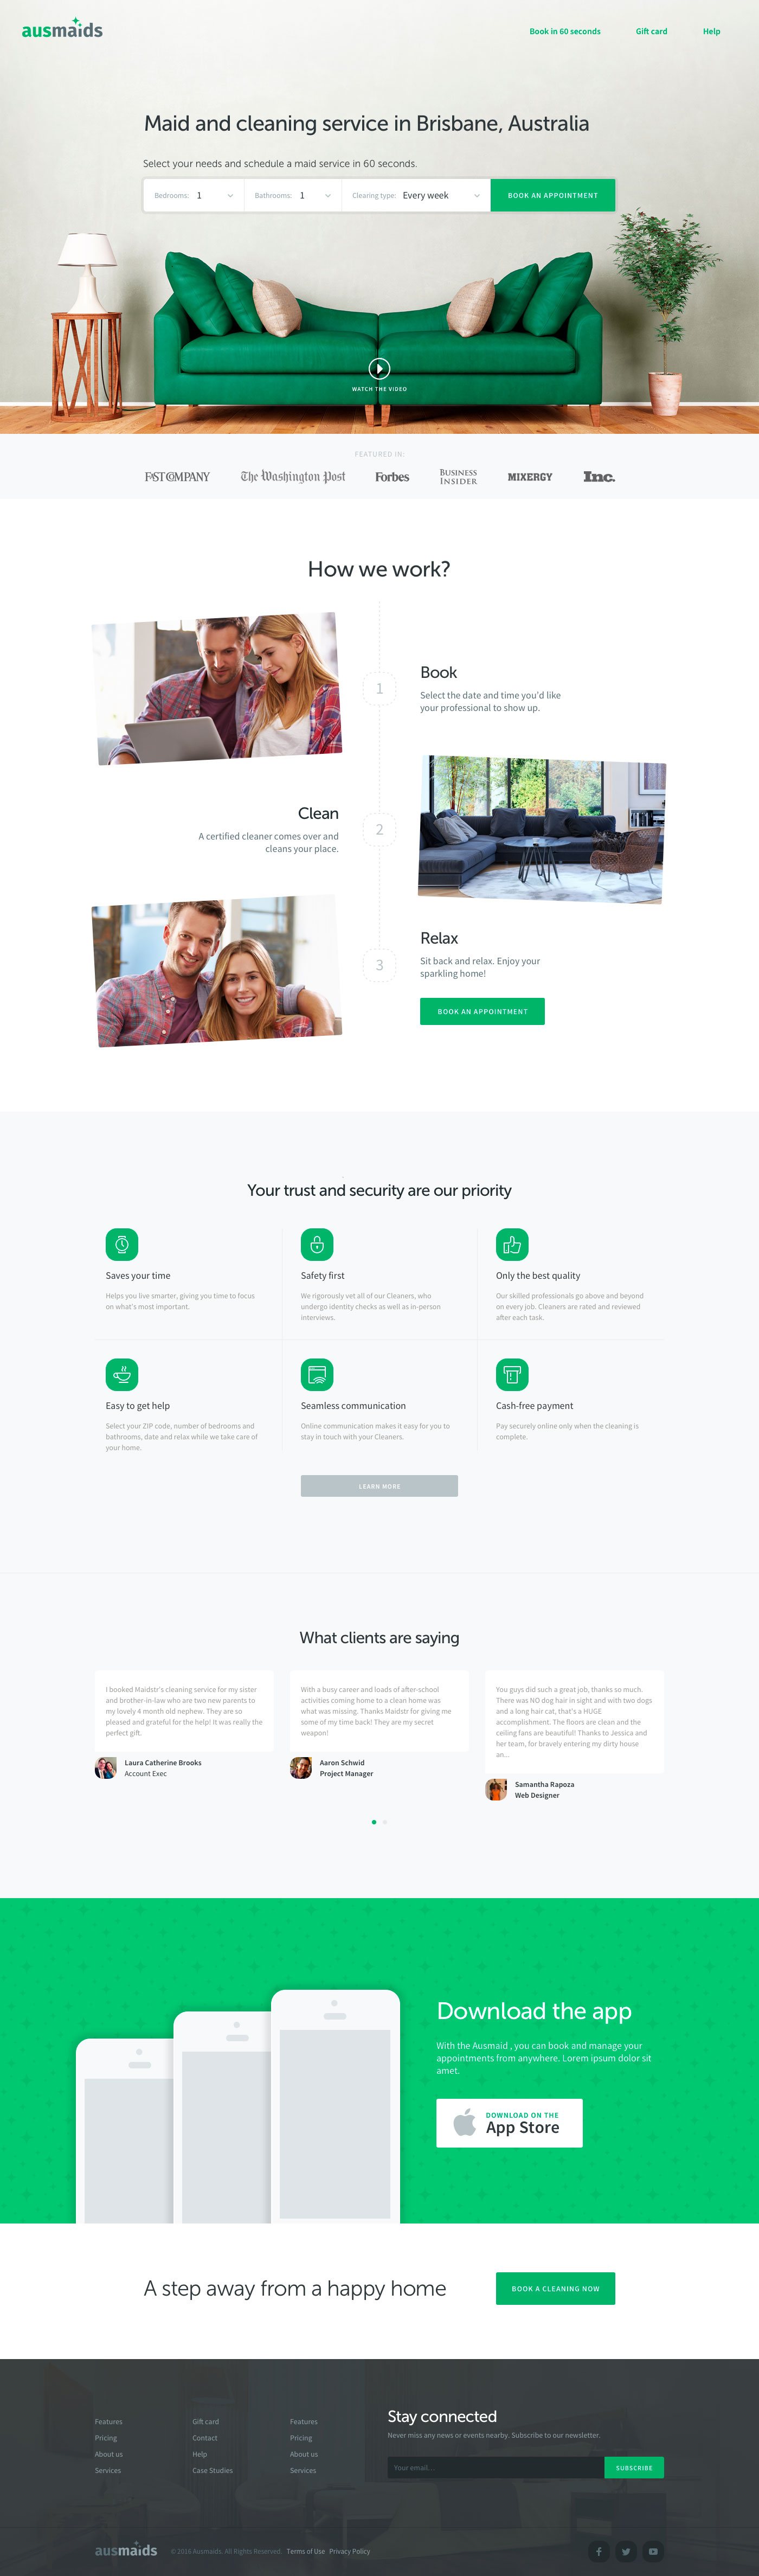 ausmaids
Book in 60 seconds
Gift card
Help
Maid and cleaning service in Brisbane, Australia
Select your needs and schedule a maid service in 60 seconds.
Bedrooms: 1
Bathrooms: 1
Clearing type: Every week
BOOK AN APPOINTMENT
WATCH THE VIDEO
FEATURED IN:
FAST COMPANY
The Washington Post
Forbes
BUSINESS
INSIDER
MIXERGY
Inc.
How we work?
1
Book
Select the date and time you'd like
your professional to show up.
Clean
A certified cleaner comes over and
cleans your place.
2
3
Relax
Sit back and relax. Enjoy your
sparkling home!
BOOK AN APPOINTMENT
Your trust and security are our priority
Saves your time
Helps you live smarter, giving you time to focus
on what's most important.
Safety first
We rigorously vet all of our Cleaners, who
undergo identity checks as well as in-person
interviews.
Only the best quality
Our skilled professionals go above and beyond
on every job. Cleaners are rated and reviewed
after each task.
Easy to get help
Select your ZIP code, number of bedrooms and
bathrooms, date and relax while we take care of
your home.
Seamless communication
Online communication makes it easy for you to
stay in touch with your Cleaners.
Cash-free payment
Pay securely online only when the cleaning is
complete.
LEARN MORE
What clients are saying
I booked Maidstr's cleaning service for my sister
and brother-in-law who are two new parents to
my lovely 4 month old nephew. They are so
pleased and grateful for the help! It was really the
perfect gift.
Laura Catherine Brooks
Account Exec
With a busy career and loads of after-school
activities coming home to a clean home was
what was missing. Thanks Maidstr for giving me
some of my time back! They are my secret
weapon!
Aaron Schwid
Project Manager
You guys did such a great job, thanks so much.
There was NO dog hair in sight and with two dogs
and a long hair cat, that's a HUGE
accomplishment. The floors are clean and the
ceiling fans are beautiful! Thanks to Jessica and
her team, for bravely entering my dirty house
an...
Samantha Rapoza
Web Designer
Download the app
With the Ausmaid , you can book and manage your
appointments from anywhere. Lorem ipsum dolor sit
amet.
DOWNLOAD ON THE
App Store
A step away from a happy home
BOOK A CLEANING NOW
Features
Pricing
About us
Services
Gift card
Contact
Help
Case Studies
Features
Pricing
About us
Services
Stay connected
Never miss any news or events nearby. Subscribe to our newsletter.
Your email...
SUBSCRIBE
ausmaids
© 2016 Ausmaids. All Rights Reserved. Terms of Use Privacy Policy